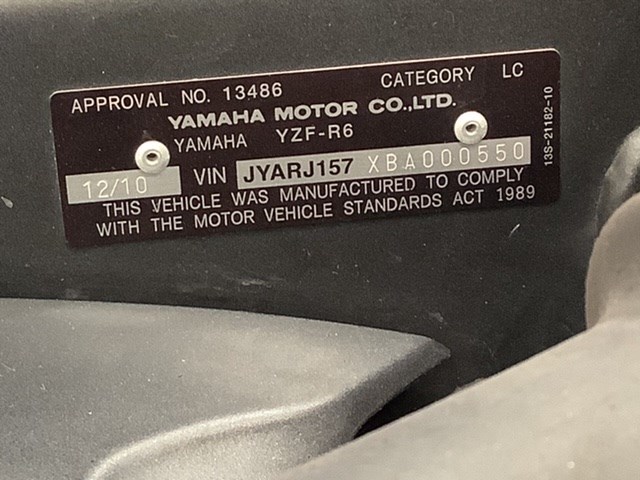 APPROVAL NO. 13486 CATEGORY LC
YAMAHA MOTOR CO.,LTD.
YAMAHA YZF-R6
12/10 VIN JYARJ157 XBA000550
THIS VEHICLE WAS MANUFACTURED TO COMPLY
WITH THE MOTOR VEHICLE STANDARDS ACT 1989
13S-21182-10